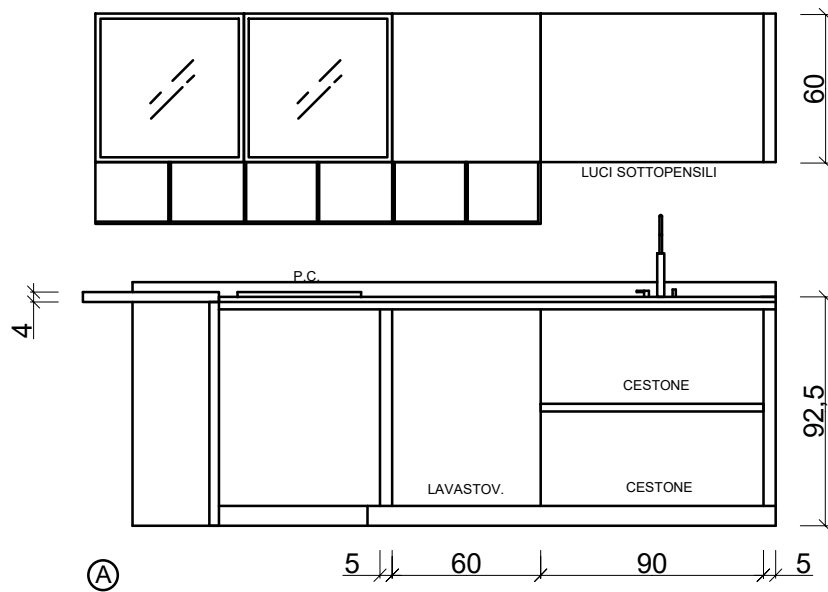 60
LUCI SOTTOPENSILI
P.C.
4
CESTONE
92,5
LAVASTOV.
CESTONE
A
5 60 90 5